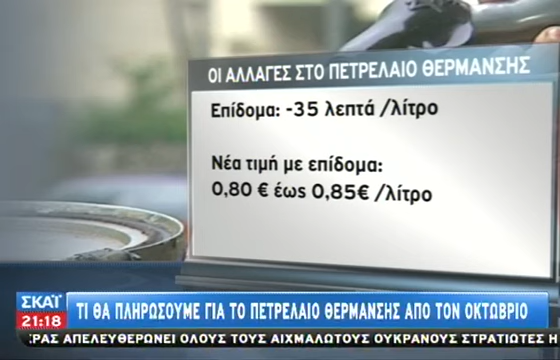 ΟΙ ΑΛΛΑΓΕΣ ΣΤΟ ΠΕΤΡΕΛΑΙΟ ΘΕΡΜΑΝΣΗΣ
Επίδομα: -35 λεπτά /λίτρο
Νέα τιμή με επίδομα:
0,80 € έως 0,85€ /λίτρο
ΣΚΑΪ
21:18
ΤΙ ΘΑ ΠΛΗΡΩΣΟΥΜΕ ΓΙΑ ΤΟ ΠΕΤΡΕΛΑΙΟ ΘΕΡΜΑΝΣΗΣ ΑΠΟ ΤΟΝ ΟΚΤΩΒΡΙΟ
ΕΡΑΣ ΑΠΕΛΕΥΘΕΡΩΝΕΙ ΟΛΟΥΣ ΤΟΥΣ ΑΙΧΜΑΛΩΤΟΥΣ ΟΥΚΡΑΝΟΥΣ ΣΤΡΑΤΙΩΤΕΣ Γ